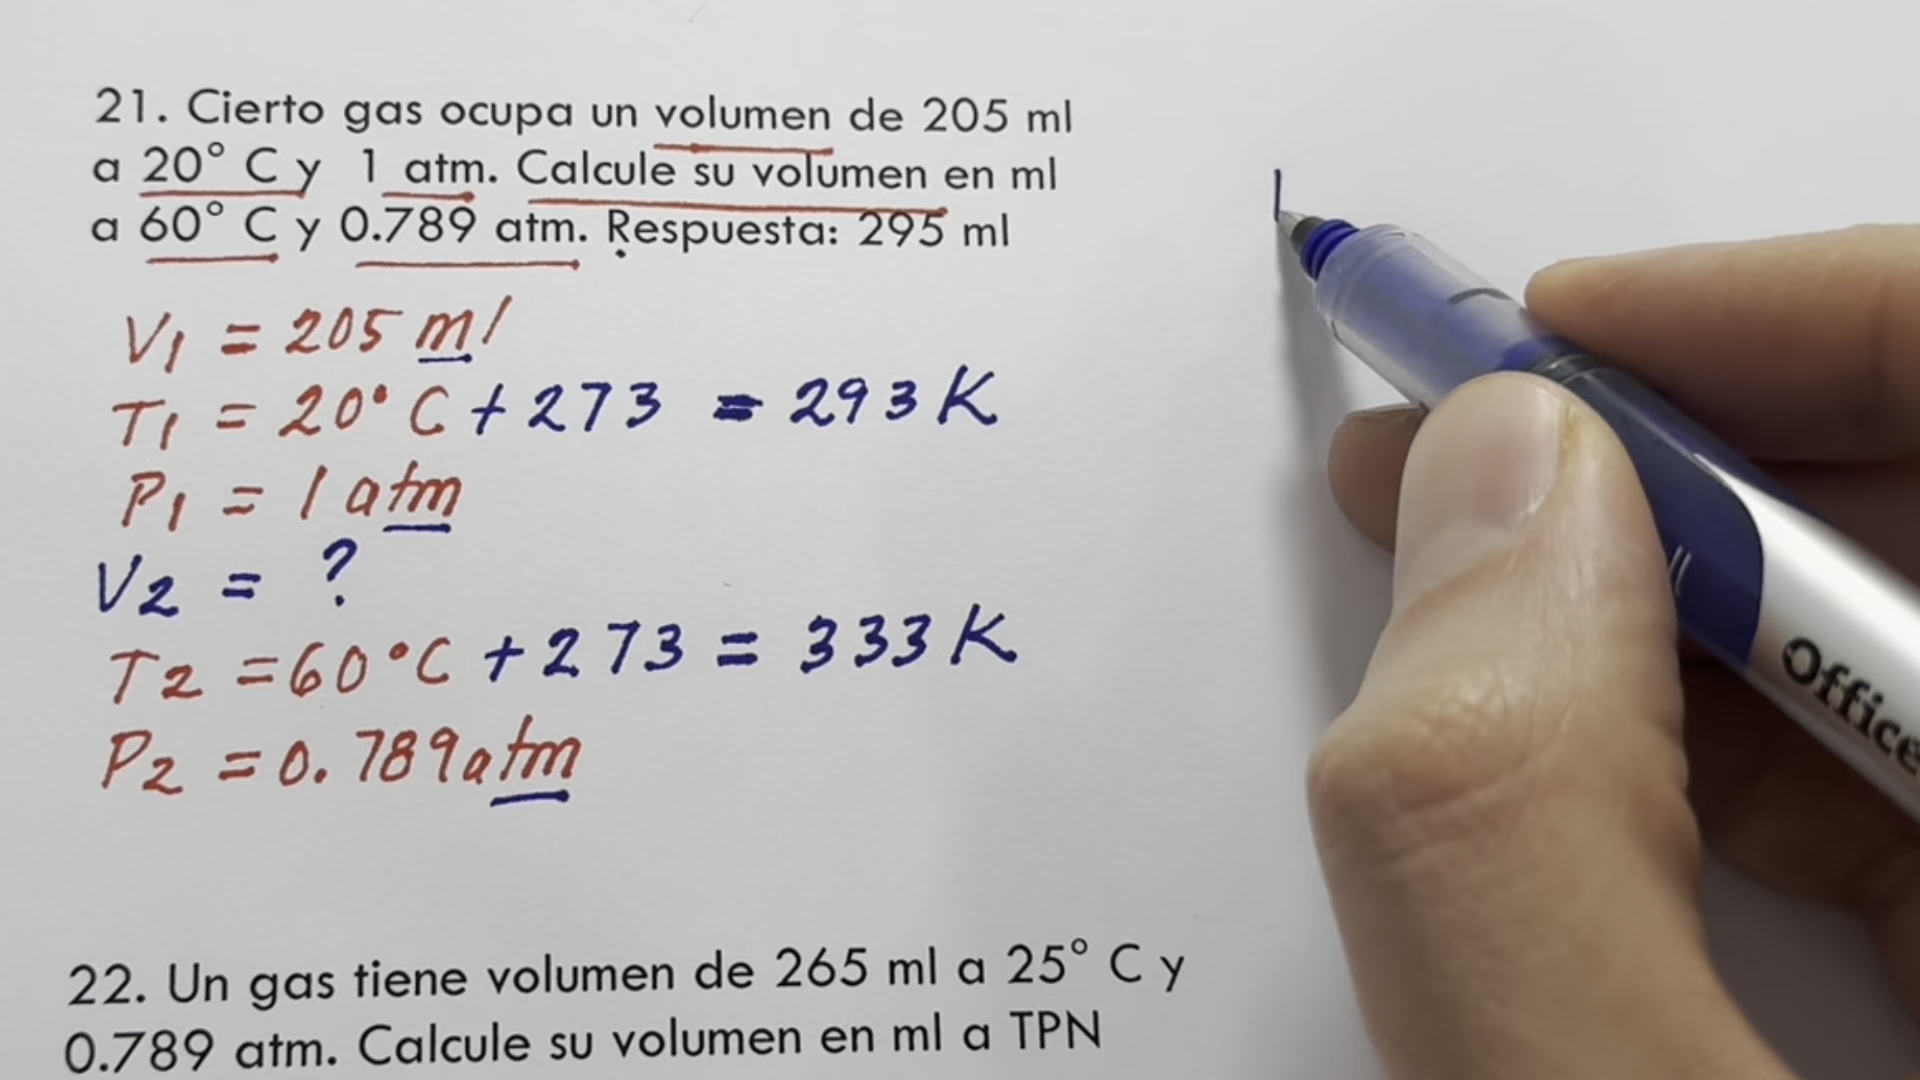 21. Cierto gas ocupa un volumen de 205 ml
a 20° C y 1 atm. Calcule su volumen en ml
a 60° C y 0.789 atm. Respuesta: 295 ml
V1 = 205 ml
T1 = 20°C + 273 = 293 K
P1 = 1 atm
V2 = ?
T2 = 60°C + 273 = 333 K
P2 = 0.789 atm
Office
22. Un gas tiene volumen de 265 ml a 25° C y
0.789 atm. Calcule su volumen en ml a TPN